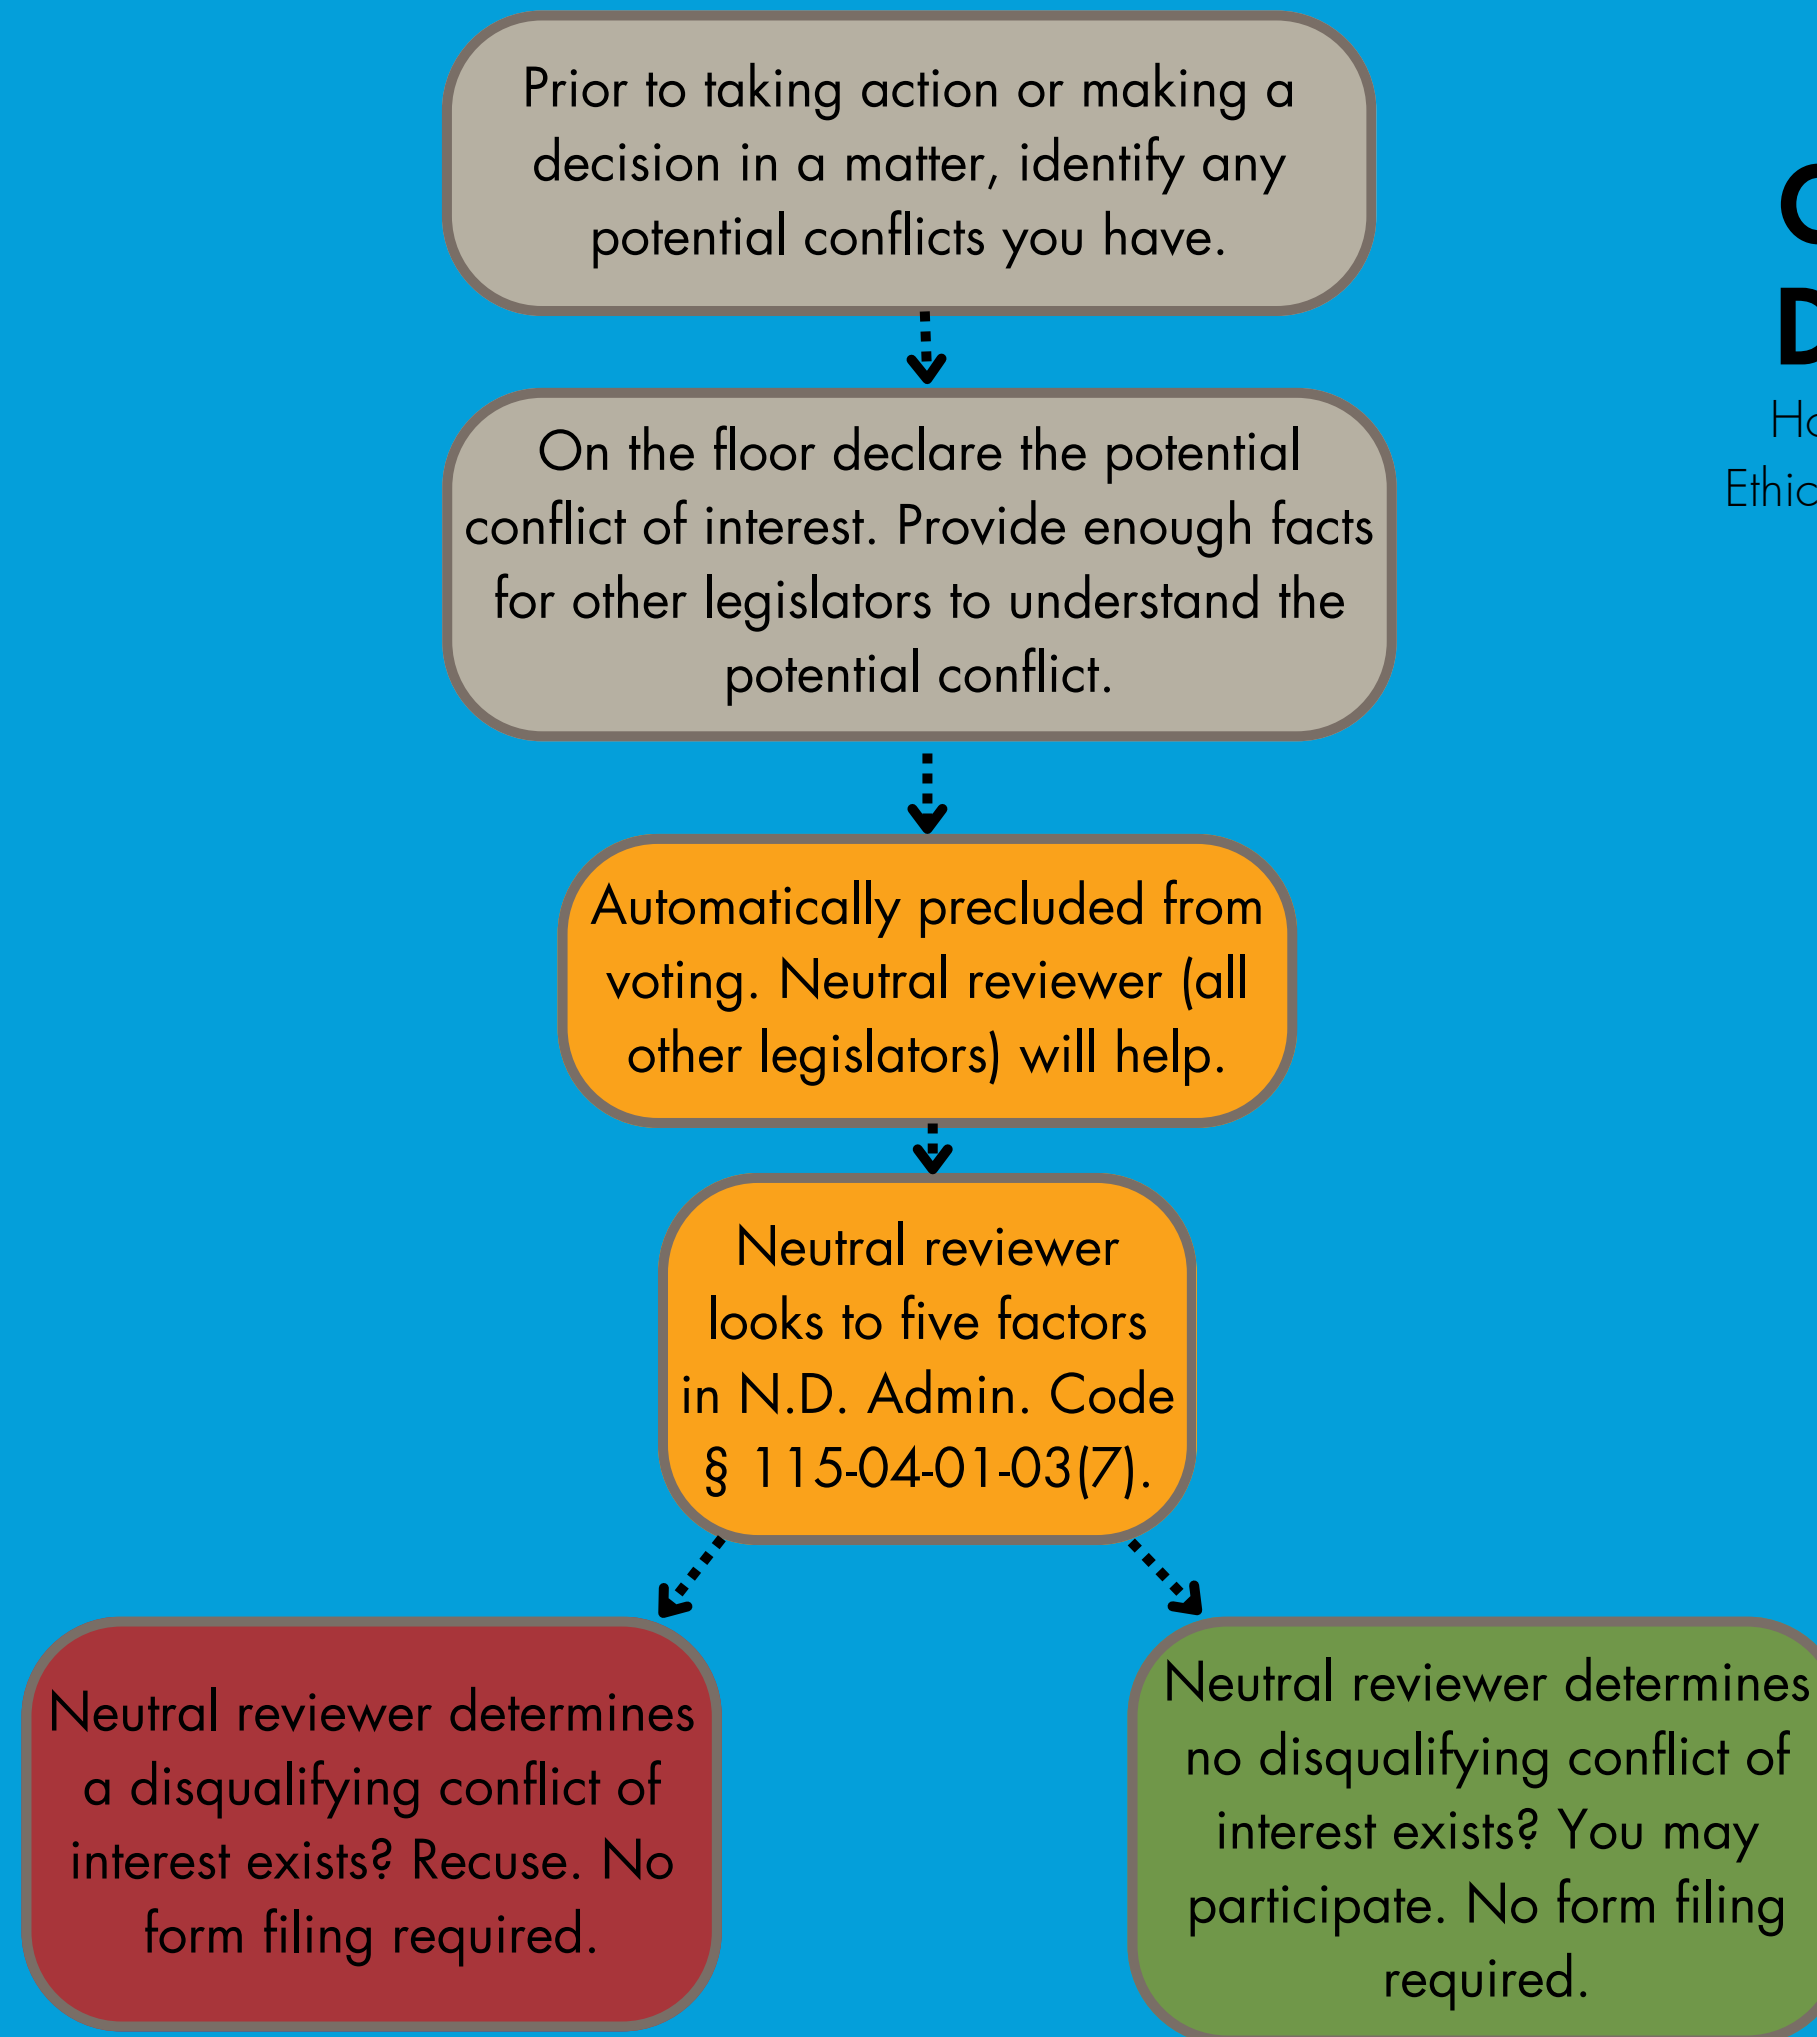 Prior to taking action or making a
decision in a matter, identify any
potential conflicts you have.
On the floor declare the potential
conflict of interest. Provide enough facts
for other legislators to understand the
potential conflict.
Automatically precluded from
voting. Neutral reviewer (all
other legislators) will help.
Neutral reviewer
looks to five factors
in N.D. Admin. Code
§ 115-04-01-03(7).
Neutral reviewer determines
a disqualifying conflict of
interest exists? Recuse. No
form filing required.
Neutral reviewer determines
no disqualifying conflict of
interest exists? You may
participate. No form filing
required.